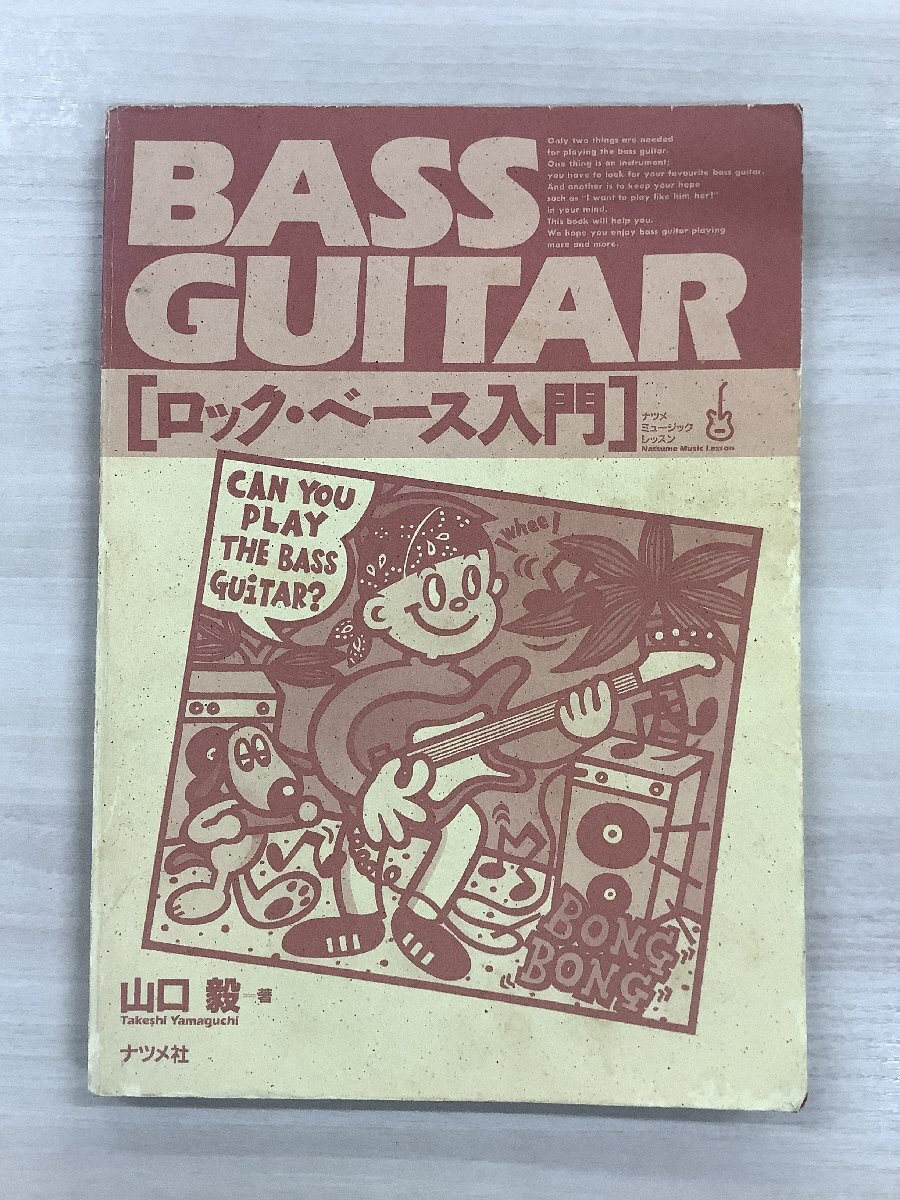 BASS
GUITAR
Only two things are needed
for playing the bass guitar.
One thing is an instrument;
you have to look for your favourite bass guitar.
And another is to keep your hope
such as "I want to play like him her!"
in your mind.
This book will help you.
We hope you enjoy bass guitar playing
more and more.
[ロック・ベース入門]
ナツメ
ミュージック
レッスン
Natsume Music Lesson
CAN YOU
PLAY
THE BASS
GUiTAR?
whee!
BONG
BONG
山口 毅―著
Takeshi Yamaguchi
ナツメ社